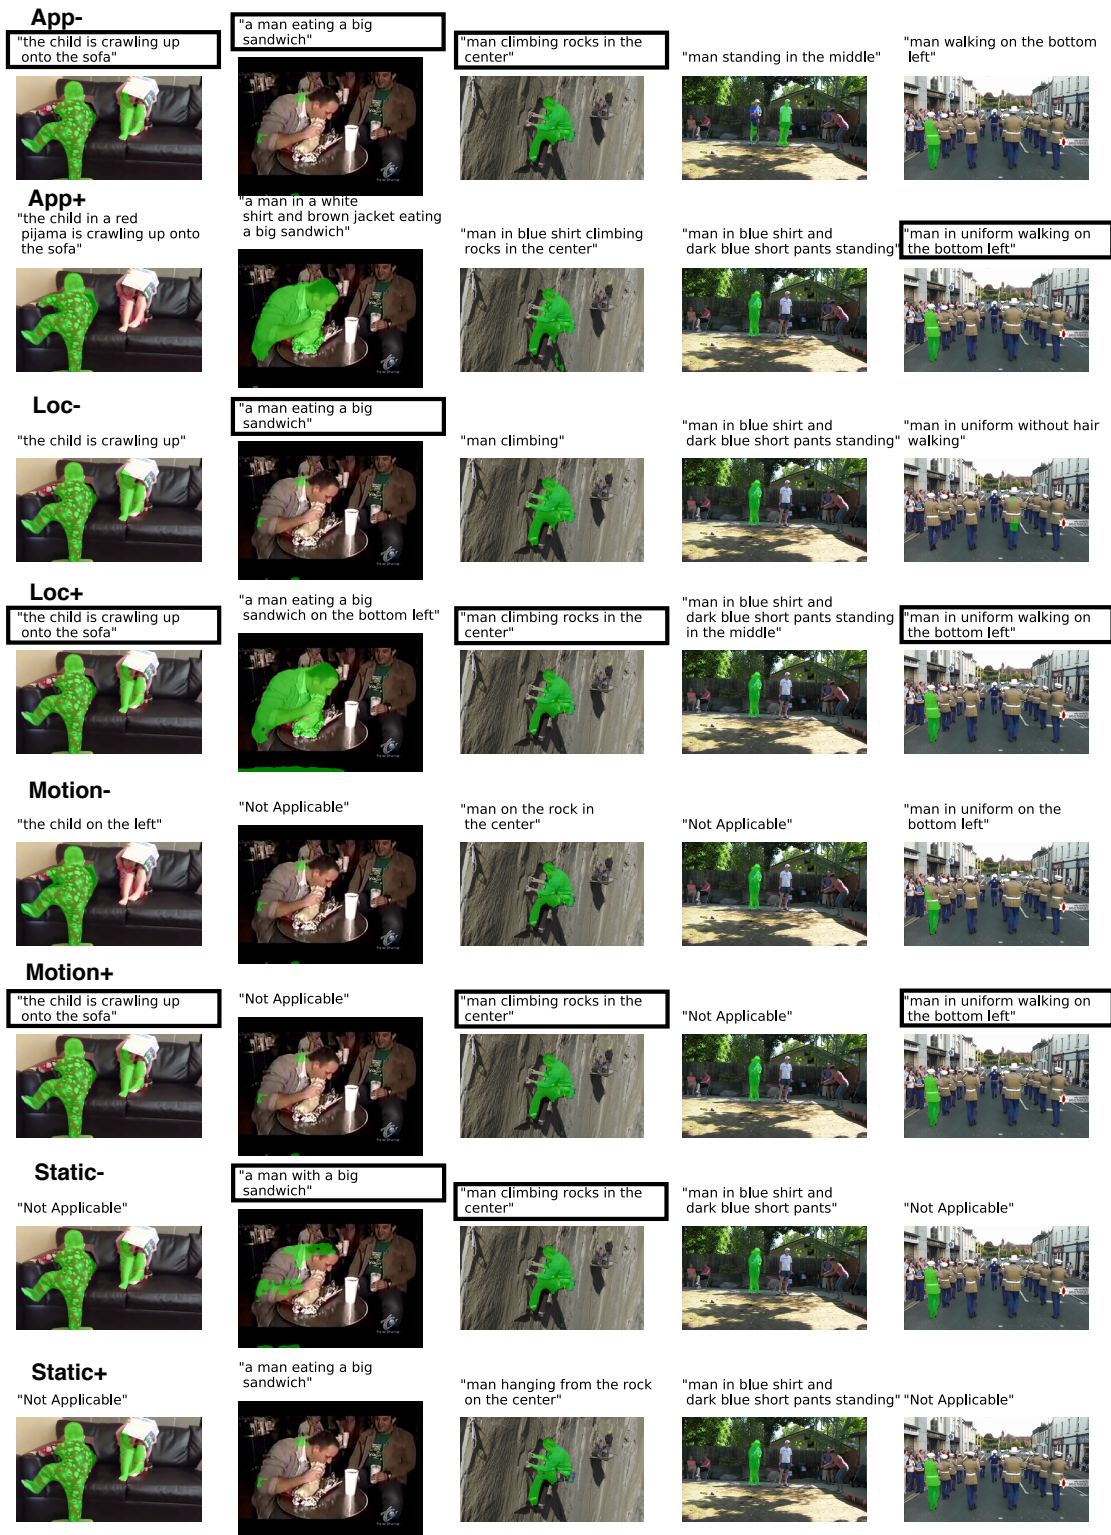 App-
"the child is crawling up
onto the sofa"
"a man eating a big
sandwich"
"man climbing rocks in the
center"
"man standing in the middle"
"man walking on the bottom
left"
App+
"the child in a red
pijama is crawling up onto
the sofa"
"a man in a white
shirt and brown jacket eating
a big sandwich"
"man in blue shirt climbing
rocks in the center"
"man in blue shirt and
dark blue short pants standing"
"man in uniform walking on
the bottom left"
Loc-
"the child is crawling up"
"a man eating a big
sandwich"
"man climbing"
"man in blue shirt and
dark blue short pants standing"
"man in uniform without hair
walking"
Loc+
"the child is crawling up
onto the sofa"
"a man eating a big
sandwich on the bottom left"
"man climbing rocks in the
center"
"man in blue shirt and
dark blue short pants standing
in the middle"
"man in uniform walking on
the bottom left"
Motion-
"the child on the left"
"Not Applicable"
"man on the rock in
the center"
"Not Applicable"
"man in uniform on the
bottom left"
Motion+
"the child is crawling up
onto the sofa"
"Not Applicable"
"man climbing rocks in the
center"
"Not Applicable"
"man in uniform walking on
the bottom left"
Static-
"Not Applicable"
"a man with a big
sandwich"
"man climbing rocks in the
center"
"man in blue shirt and
dark blue short pants"
"Not Applicable"
Static+
"Not Applicable"
"a man eating a big
sandwich"
"man hanging from the rock
on the center"
"man in blue shirt and
dark blue short pants standing"
"Not Applicable"